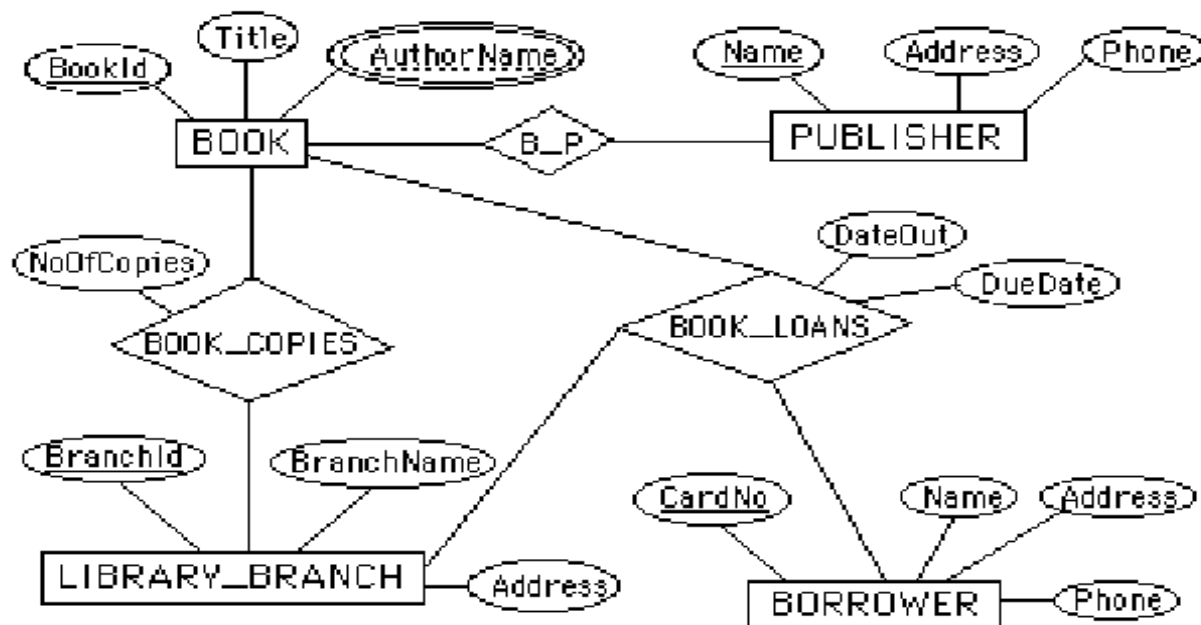 Title
BookId
AuthorName
Name
Address
Phone
BOOK
B_P
PUBLISHER
DateOut
NoOfCopies
DueDate
BOOK_COPIES
BOOK_LOANS
BranchId
BranchName
CardNo
Name
Address
LIBRARY_BRANCH
Address
BORROWER
Phone